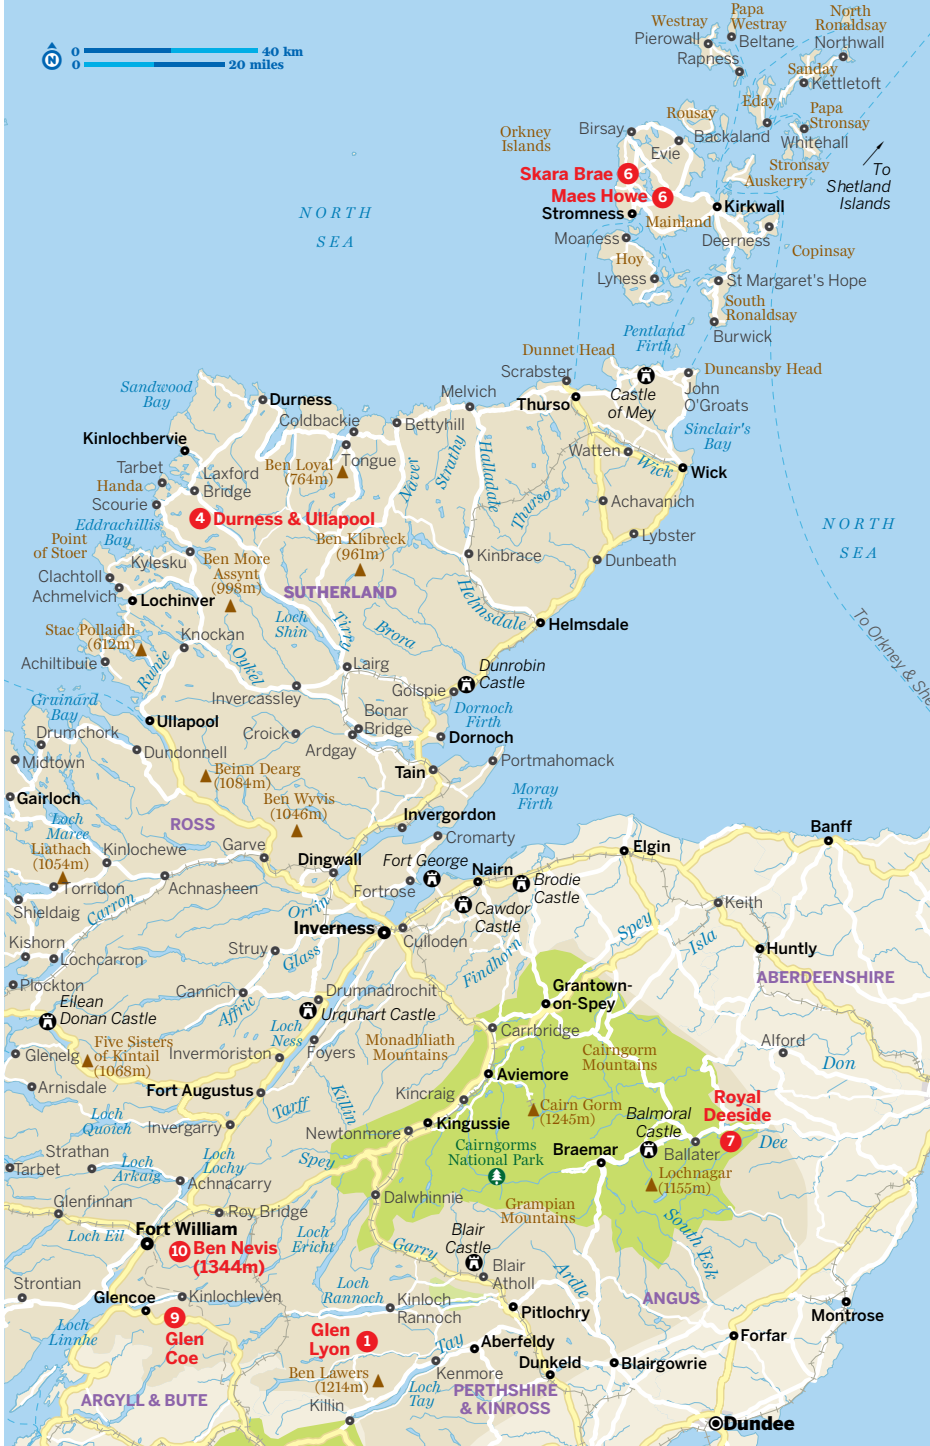 Westray
Papa
Westray
North
Ronaldsay
Pierowall
Beltane
Northwall
Rapness
Sanday
Kettletoft
N
0
40 km
0
20 miles
Eday
Papa
Stronsay
Rousay
Orkney
Islands
Birsay
Backaland
Whitehall
Evie
Stronsay
To
Shetland
Islands
Skara Brae
6
Auskerry
Maes Howe
6
Kirkwall
NORTH
SEA
Stromness
Mainland
Moaness
Deerness
Copinsay
Hoy
Lyness
St Margaret's Hope
South
Ronaldsay
Burwick
Pentland
Firth
Dunnet Head
Scrabster
Duncansby Head
Sandwood
Bay
Durness
Melvich
Thurso
Castle
of Mey
John
O'Groats
Coldbackie
Bettyhill
Sinclair's
Bay
Kinlochbervie
Tongue
Watten
Wick
Wick
Tarbet
Laxford
Bridge
Ben Loyal
(764m)
Naver
Strathy
Halladale
Thurso
Handa
Scourie
Achavanich
4
Durness & Ullapool
Eddrachillis
Bay
NORTH
SEA
Point
of Stoer
Ben Klibreck
(961m)
Lybster
Kylesku
Ben More
Assynt
(998m)
Kinbrace
Dunbeath
Clachtoll
Achmelvich
SUTHERLAND
Lochinver
Helmsdale
Helmsdale
Loch
Shin
Tirry
Brora
To Orkney & She
Stac Pollaidh
(612m)
Knockan
Achiltibuie
Runie
Oykel
Lairg
Dunrobin
Castle
Invercassley
Golspie
Gruinard
Bay
Ullapool
Bonar
Bridge
Dornoch
Firth
Drumchork
Croick
Ardgay
Dornoch
Midtown
Dundonnell
Portmahomack
Beinn Dearg
(1084m)
Tain
Gairloch
Ben Wyvis
(1046m)
Moray
Firth
Loch
Maree
ROSS
Invergordon
Cromarty
Banff
Liathach
(1054m)
Kinlochewe
Garve
Dingwall
Fort George
Nairn
Elgin
Torridon
Achnasheen
Fortrose
Brodie
Castle
Shieldaig
Carron
Orrin
Cawdor
Castle
Keith
Inverness
Culloden
Spey
Isla
Kishorn
Struy
Glass
Findhorn
Huntly
Lochcarron
ABERDEENSHIRE
Plockton
Cannich
Drumnadrochit
Grantown-
on-Spey
Eilean
Donan Castle
Affric
Urquhart Castle
Loch
Ness
Carrbridge
Five Sisters
of Kintail
(1068m)
Invermoriston
Foyers
Monadhliath
Mountains
Cairngorm
Mountains
Alford
Glenelg
Don
Arnisdale
Fort Augustus
Aviemore
Killin
Kincraig
Royal
Deeside
Tarff
Cairn Gorm
(1245m)
Loch
Quoich
Invergarry
Kingussie
Balmoral
Castle
7
Newtonmore
Cairngorms
National Park
Braemar
Ballater
Dee
Strathan
Tarbet
Loch
Arkaig
Loch
Lochy
Spey
Lochnagar
(1155m)
Achnacarry
Dalwhinnie
Glenfinnan
Roy Bridge
Grampian
Mountains
Fort William
Loch Eil
10
Ben Nevis
(1344m)
Loch
Ericht
Garry
Blair
Castle
South Esk
Strontian
Blair
Atholl
Ardle
Glencoe
Kinlochleven
Loch
Rannoch
Kinloch
Rannoch
ANGUS
Pitlochry
Montrose
9
Glen
Coe
Loch
Linnhe
Glen
Lyon
1
Tay
Aberfeldy
Forfar
Ben Lawers
(1214m)
Kenmore
Dunkeld
Blairgowrie
ARGYLL & BUTE
Loch
Tay
PERTHSHIRE
& KINROSS
Killin
Dundee